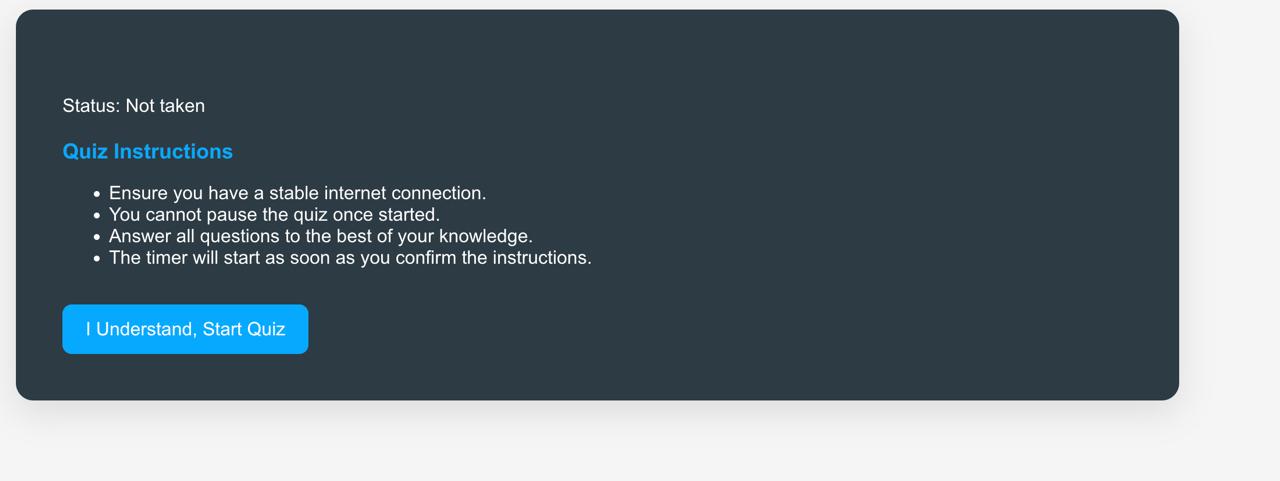 Status: Not taken
Quiz Instructions
Ensure you have a stable internet connection.
You cannot pause the quiz once started.
Answer all questions to the best of your knowledge.
The timer will start as soon as you confirm the instructions.
I Understand, Start Quiz